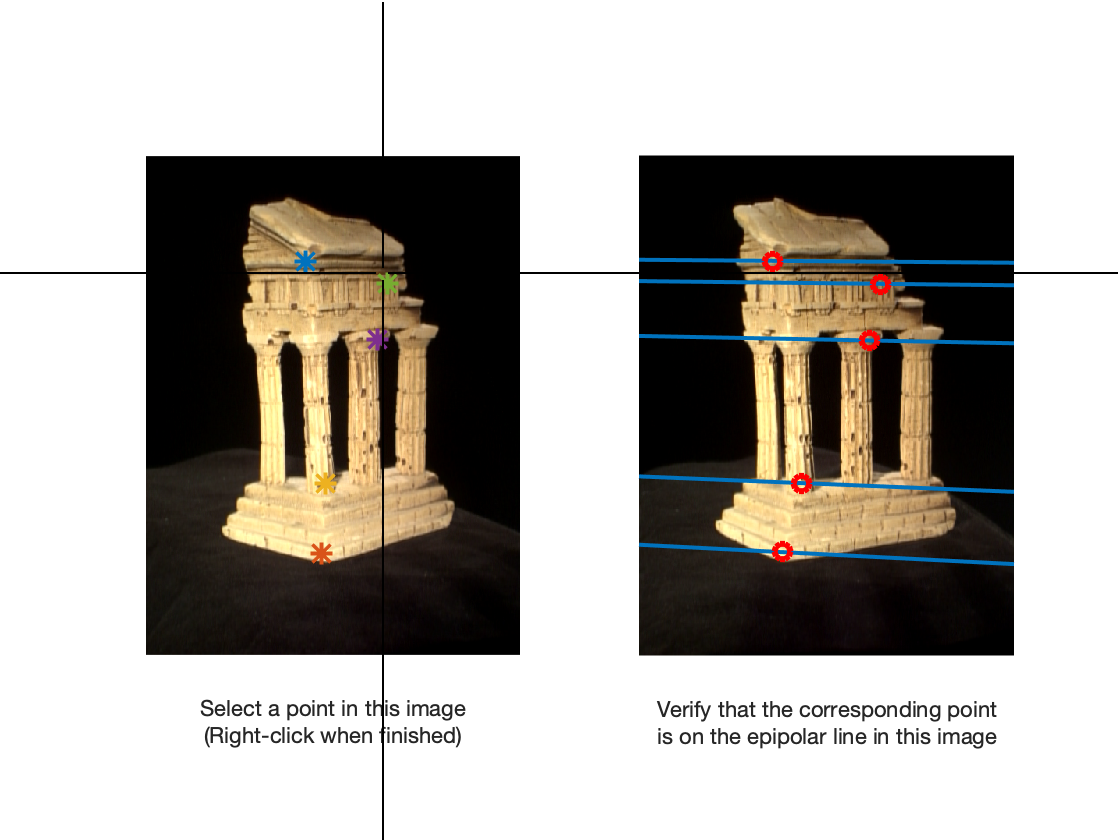 Select a point in this image
(Right-click when finished)
Verify that the corresponding point
is on the epipolar line in this image